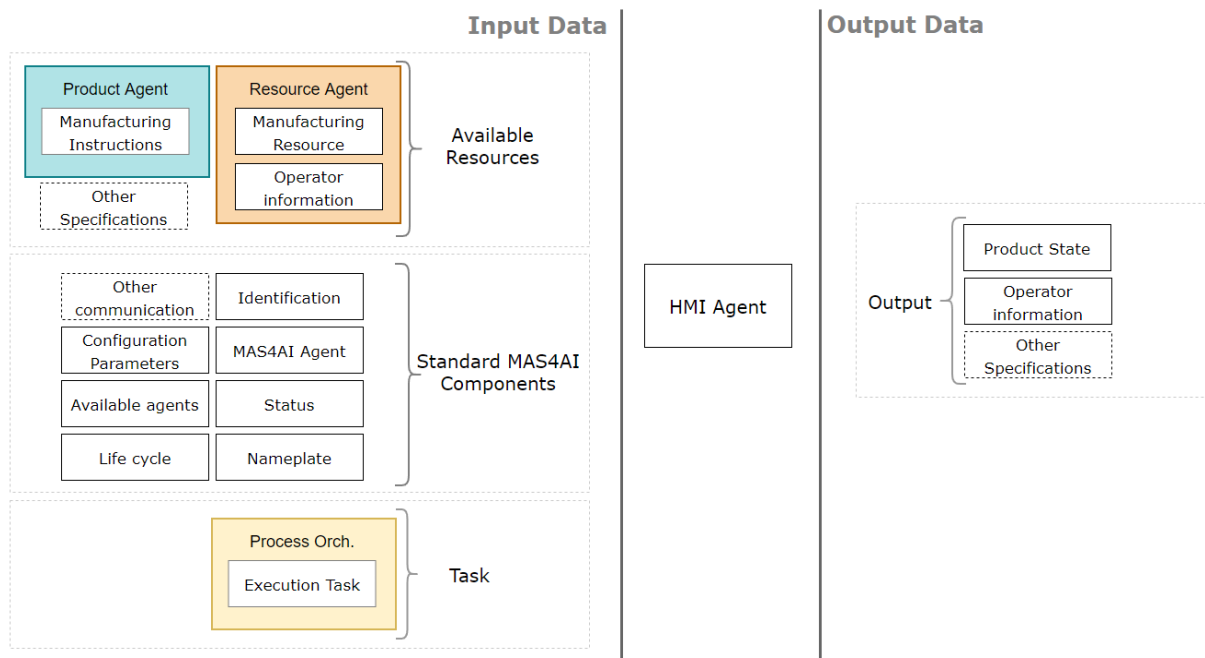 Input Data
Output Data
Product Agent
Manufacturing
Instructions
Other
Specifications
Resource Agent
Manufacturing
Resource
Operator
information
Available
Resources
Other
communication
Identification
Configuration
Parameters
MAS4AI Agent
Available agents
Status
Life cycle
Nameplate
Standard MAS4AI
Components
Process Orch.
Execution Task
Task
HMI Agent
Output
Product State
Operator
information
Other
Specifications